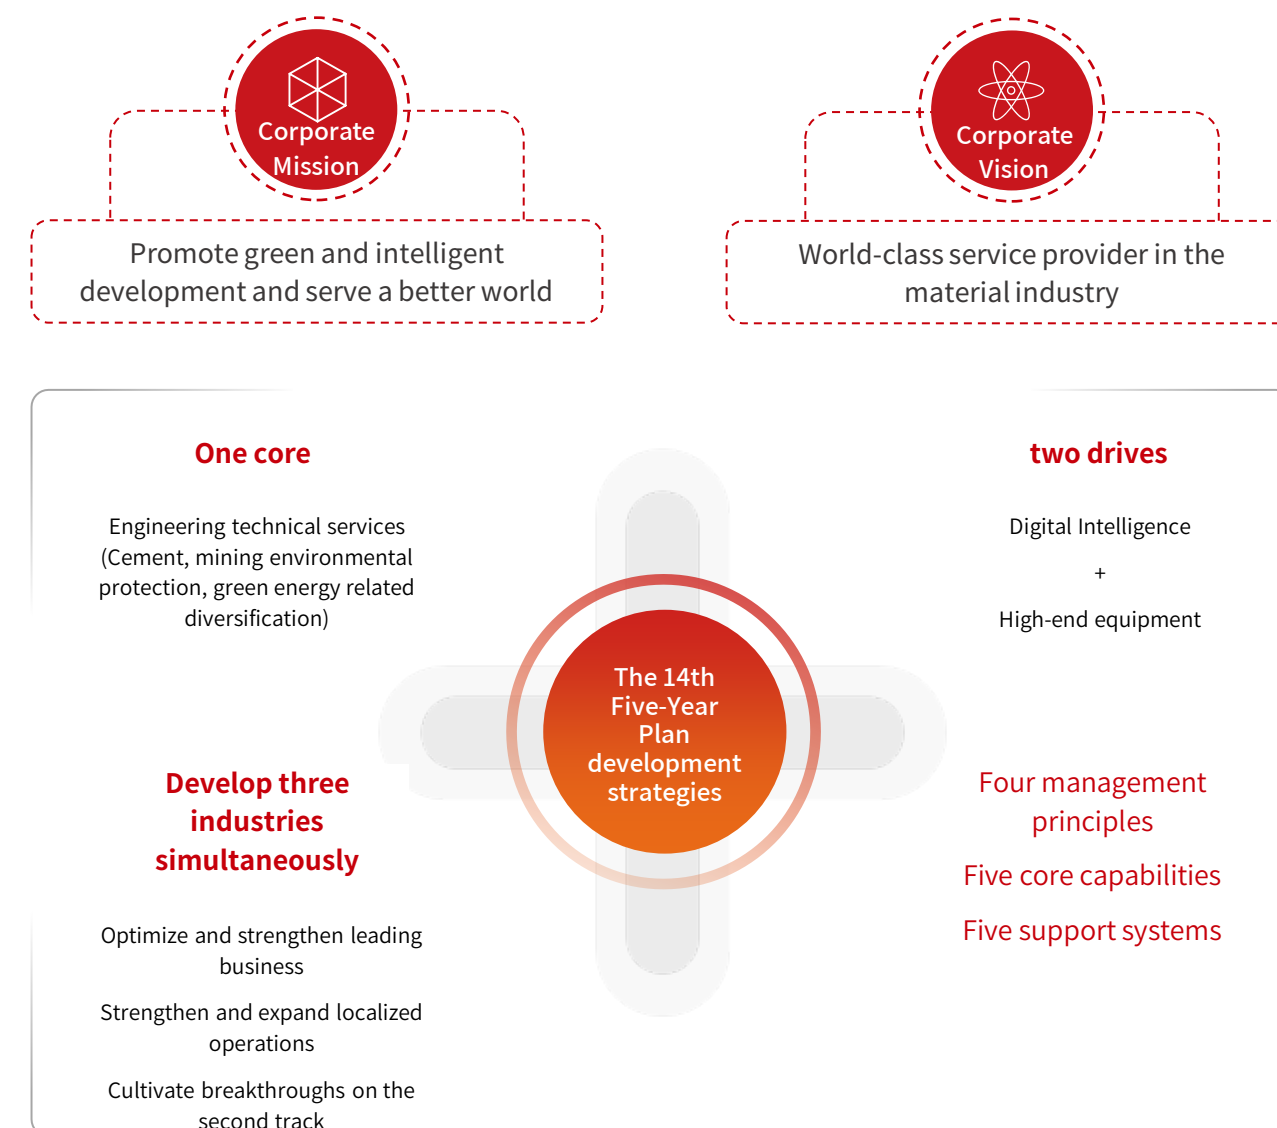 Corporate
Mission
Promote green and intelligent
development and serve a better world
Corporate
Vision
World-class service provider in the
material industry
One core
Engineering technical services
(Cement, mining environmental
protection, green energy related
diversification)
two drives
Digital Intelligence
+
High-end equipment
The 14th
Five-Year
Plan
development
strategies
Develop three
industries
simultaneously
Optimize and strengthen leading
business
Strengthen and expand localized
operations
Cultivate breakthroughs on the
second track
Four management
principles
Five core capabilities
Five support systems